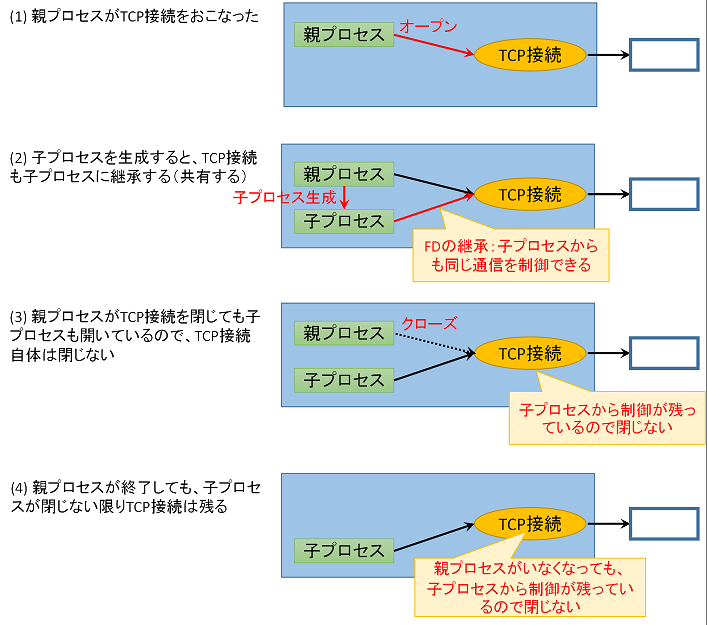 (1) 親プロセスがTCP接続をおこなった
親プロセス
オープン
TCP接続
(2) 子プロセスを生成すると、TCP接続
も子プロセスに継承する（共有する）
親プロセス
子プロセス生成
子プロセス
TCP接続
FDの継承：子プロセスから
も同じ通信を制御できる
(3) 親プロセスがTCP接続を閉じても子
プロセスも開いているので、TCP接続
自体は閉じない
親プロセス
クローズ
子プロセス
TCP接続
子プロセスから制御が残っ
ているので閉じない
(4) 親プロセスが終了しても、子プロセ
スが閉じない限りTCP接続は残る
子プロセス
TCP接続
親プロセスがいなくなっても、
子プロセスから制御が残ってい
るので閉じない